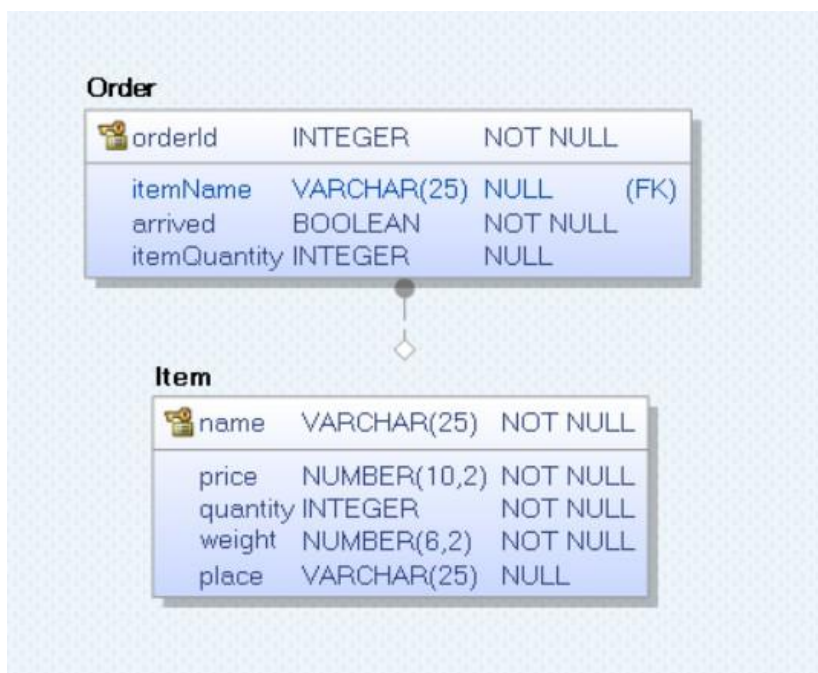 Order
orderId INTEGER NOT NULL
itemName VARCHAR(25) NULL (FK)
arrived BOOLEAN NOT NULL
itemQuantity INTEGER NULL
Item
name VARCHAR(25) NOT NULL
price NUMBER(10,2) NOT NULL
quantity INTEGER NOT NULL
weight NUMBER(6,2) NOT NULL
place VARCHAR(25) NULL